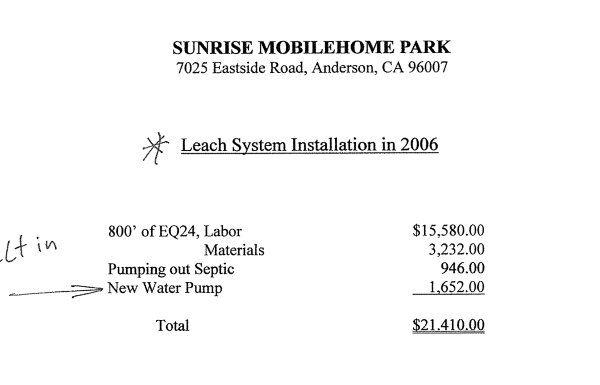 SUNRISE MOBILEHOME PARK
7025 Eastside Road, Anderson, CA 96007
Leach System Installation in 2006
800' of EQ24, Labor $15,580.00
Materials 3,232.00
in
Pumping out Septic 946.00
New Water Pump 1,652.00
Total $21,410.00